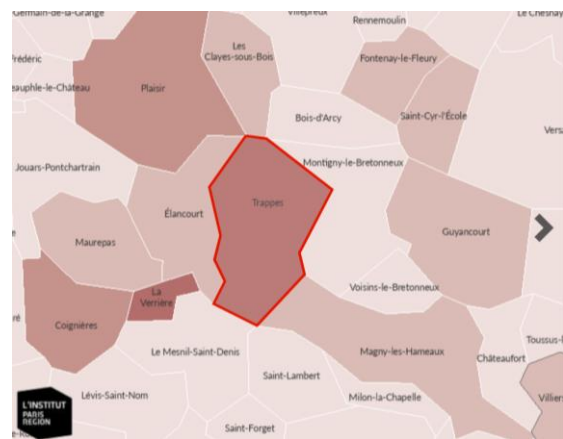 Germain-de-la-Grange
Villepreux
Rennemoulin
Le Chesnay
Les
Clayes-sous-Bois
Fontenay-le-Fleury
Frédéric
eauphle-le-Château
Plaisir
Bois-d'Arcy
Saint-Cyr-l'École
Vers
Jouars-Pontchartrain
Montigny-le-Bretonneux
Élancourt
Trappes
Maurepas
Guyancourt
La
Verrière
Voisins-le-Bretonneux
Coignières
Le Mesnil-Saint-Denis
Magny-les-Hameaux
Châteaufort
Toussus-l
Saint-Lambert
Lévis-Saint-Nom
Milon-la-Chapelle
Villiers
L'INSTITUT
PARIS
REGION
Saint-Forget